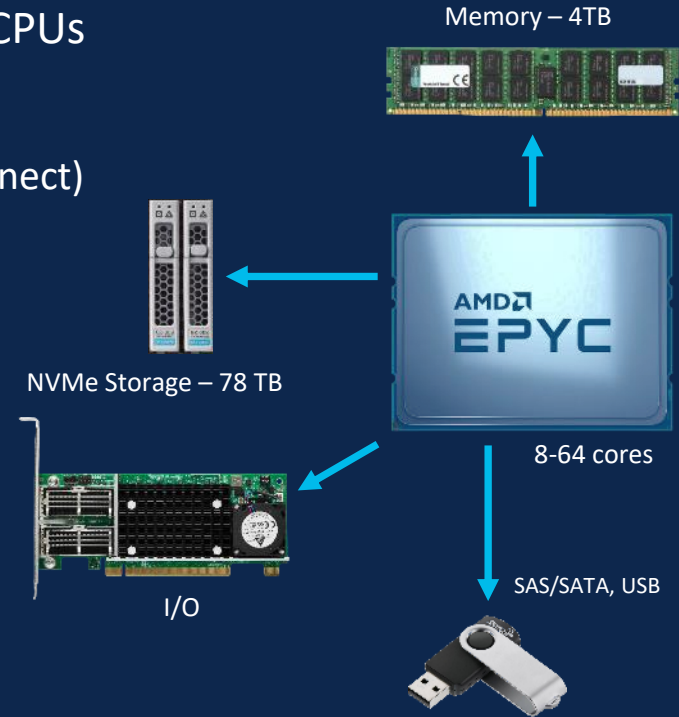 CPUs
Memory – 4TB
nect)
AMD
EPYC
NVMe Storage – 78 TB
8-64 cores
SAS/SATA, USB
I/O